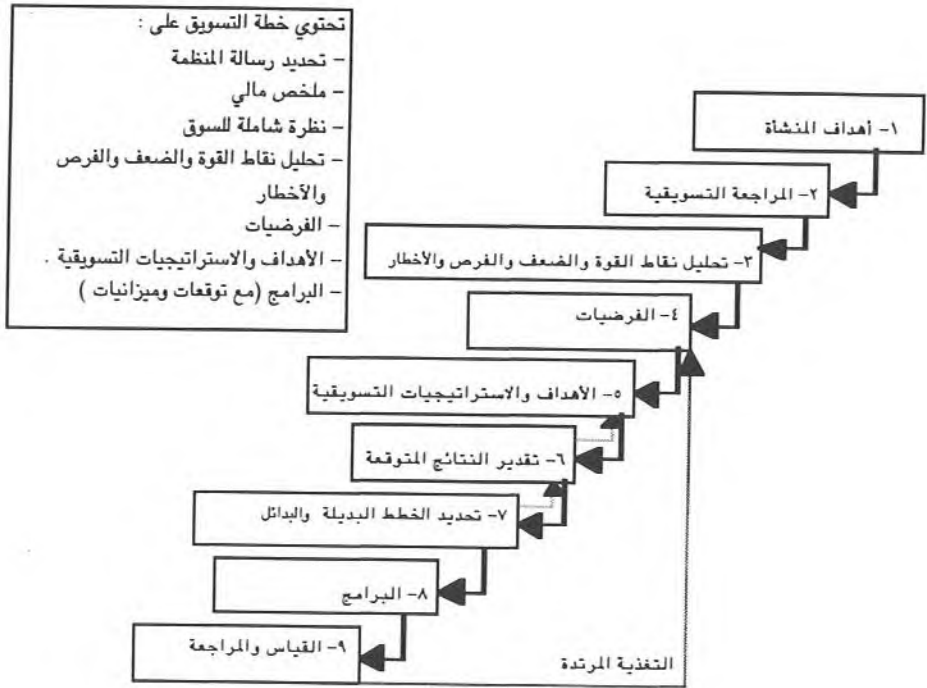 تحتوي خطة التسويق على :
– تحديد رسالة المنظمة
– ملخص مالي
– نظرة شاملة للسوق
– تحليل نقاط القوة والضعف والفرص
والأخطار
– الفرضيات
– الأهداف والاستراتيجيات التسويقية .
– البرامج (مع توقعات وميزانيات )
١– أهداف المنشأة
٢– المراجعة التسويقية
٣– تحليل نقاط القوة والضعف والفرص والأخطار
٤– الفرضيات
٥– الأهداف والاستراتيجيات التسويقية
٦– تقدير النتائج المتوقعة
٧– تحديد الخطط البديلة والبدائل
٨– البرامج
٩– القياس والمراجعة
التغذية المرتدة